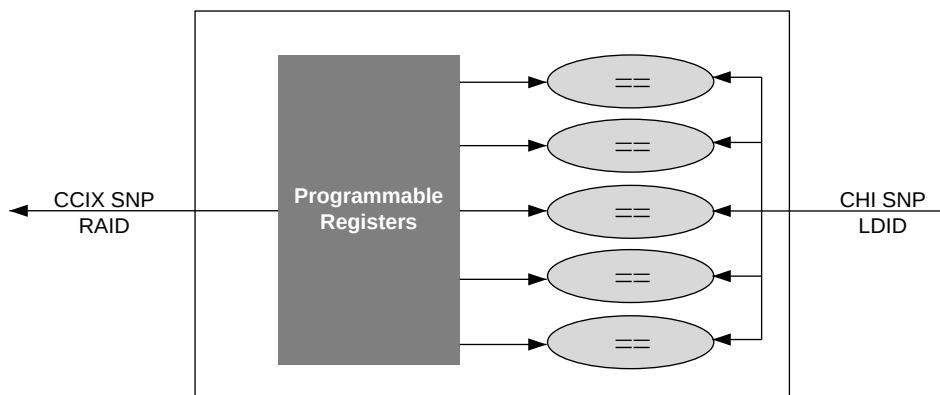 ==
==
CCIX SNP
RAID
Programmable
Registers
==
CHI SNP
LDID
==
==